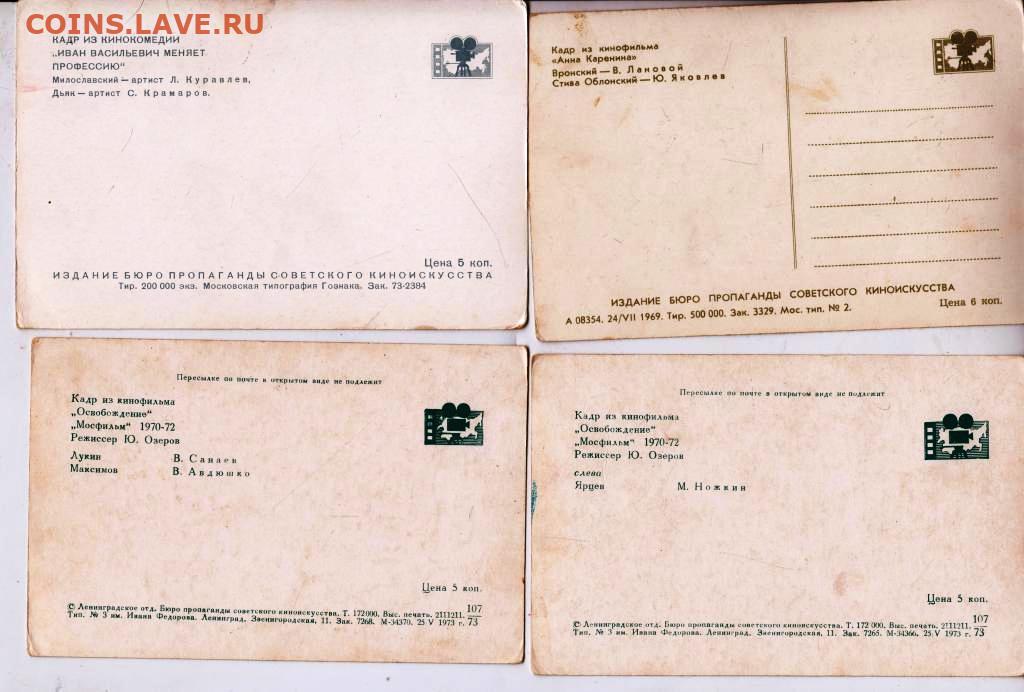 COINS.LAVE.RU
КАДР ИЗ КИНОКОМЕДИИ
„ИВАН ВАСИЛЬЕВИЧ МЕНЯЕТ
ПРОФЕССИЮ“
Милославский — артист Л. Куравлев,
Дьяк — артист С. Крамаров.
Цена 5 коп.
ИЗДАНИЕ БЮРО ПРОПАГАНДЫ СОВЕТСКОГО КИНОИСКУССТВА
Тир. 200 000 экз. Московская типография Гознака. Зак. 73-2384
Кадр из кинофильма
«Анна Каренина»
Вронский — В. Лановой
Стива Облонский — Ю. Яковлев
ИЗДАНИЕ БЮРО ПРОПАГАНДЫ СОВЕТСКОГО КИНОИСКУССТВА
Цена 6 коп.
А 08354. 24/VII 1969. Тир. 500 000. Зак. 3329. Мос. тип. № 2.
Пересылке по почте в открытом виде не подлежит
Кадр из кинофильма
„Освобождение“
„Мосфильм“ 1970-72
Режиссер Ю. Озеров
Лукин В. Санаев
Максимов В. Авдюшко
Цена 5 коп.
© Ленинградское отд. Бюро пропаганды советского киноискусства. Т. 172 000. Выс. печать. 2111211. 107
Тип. № 3 им. Ивана Федорова. Ленинград. Звенигородская, 11. Зак. 7268. М-34370. 25/V 1973 г. 73
Пересылке по почте в открытом виде не подлежит
Кадр из кинофильма
„Освобождение“
„Мосфильм“ 1970-72
Режиссер Ю. Озеров
слева
Ярцев М. Ножкин
Цена 5 коп.
© Ленинградское отд. Бюро пропаганды советского киноискусства. Т. 172 000. Выс. печать. 2111211. 107
Тип. № 3 им. Ивана Федорова. Ленинград. Звенигородская, 11. Зак. 7265. М-34366. 25/V 1973 г. 73